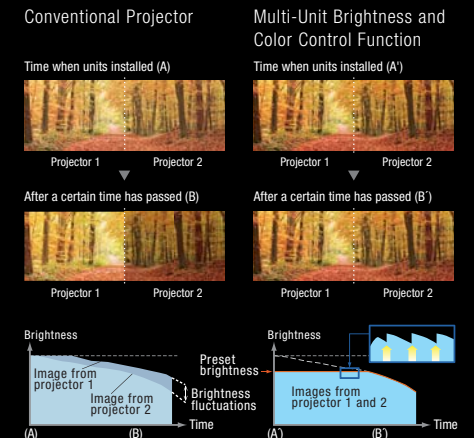 Conventional Projector
Time when units installed (A)
Projector 1
Projector 2
After a certain time has passed (B)
Projector 1
Projector 2
Brightness
Image from
projector 1
Image from
projector 2
Brightness
fluctuations
Time
(A)
(B)
Multi-Unit Brightness and
Color Control Function
Time when units installed (A')
Projector 1
Projector 2
After a certain time has passed (B´)
Projector 1
Projector 2
Brightness
Preset
brightness
Images from
projector 1 and 2
Time
(A')
(B´)